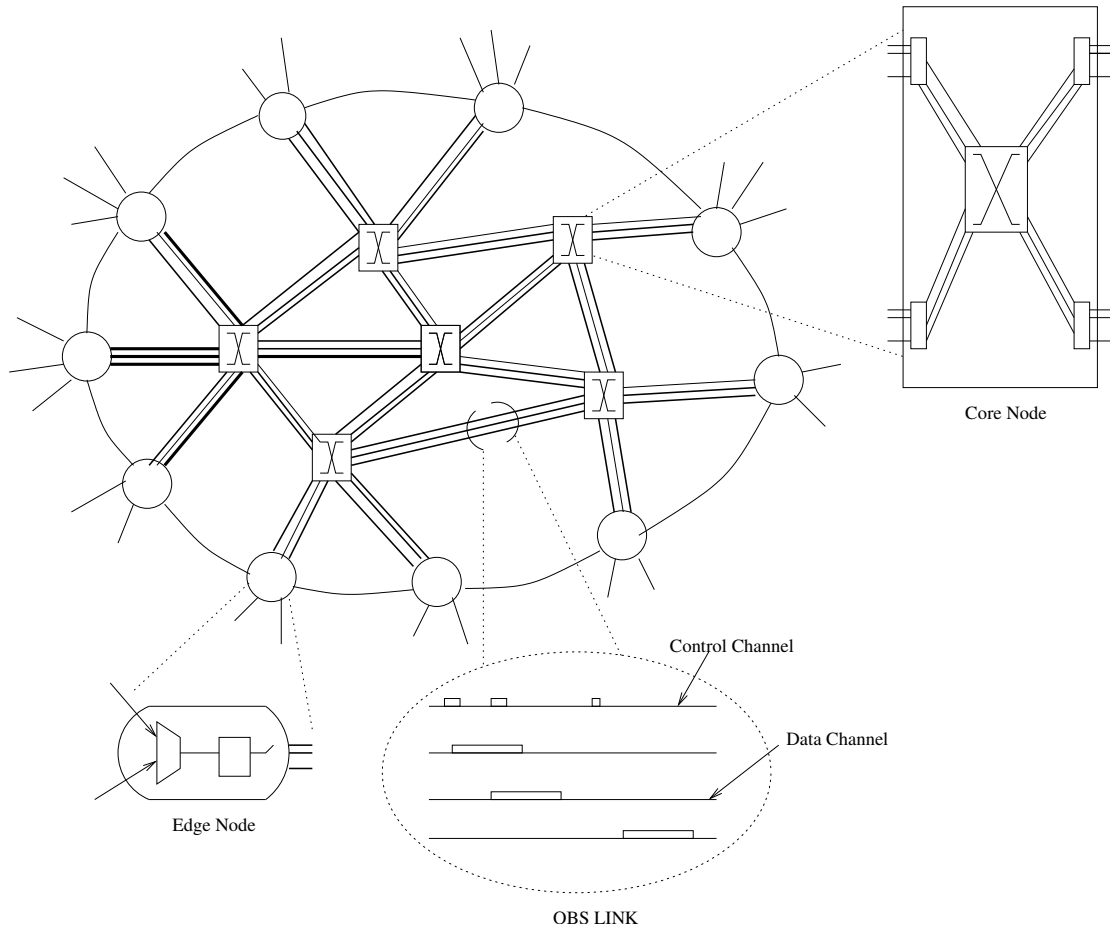 Core Node
Control Channel
Data Channel
Edge Node
OBS LINK